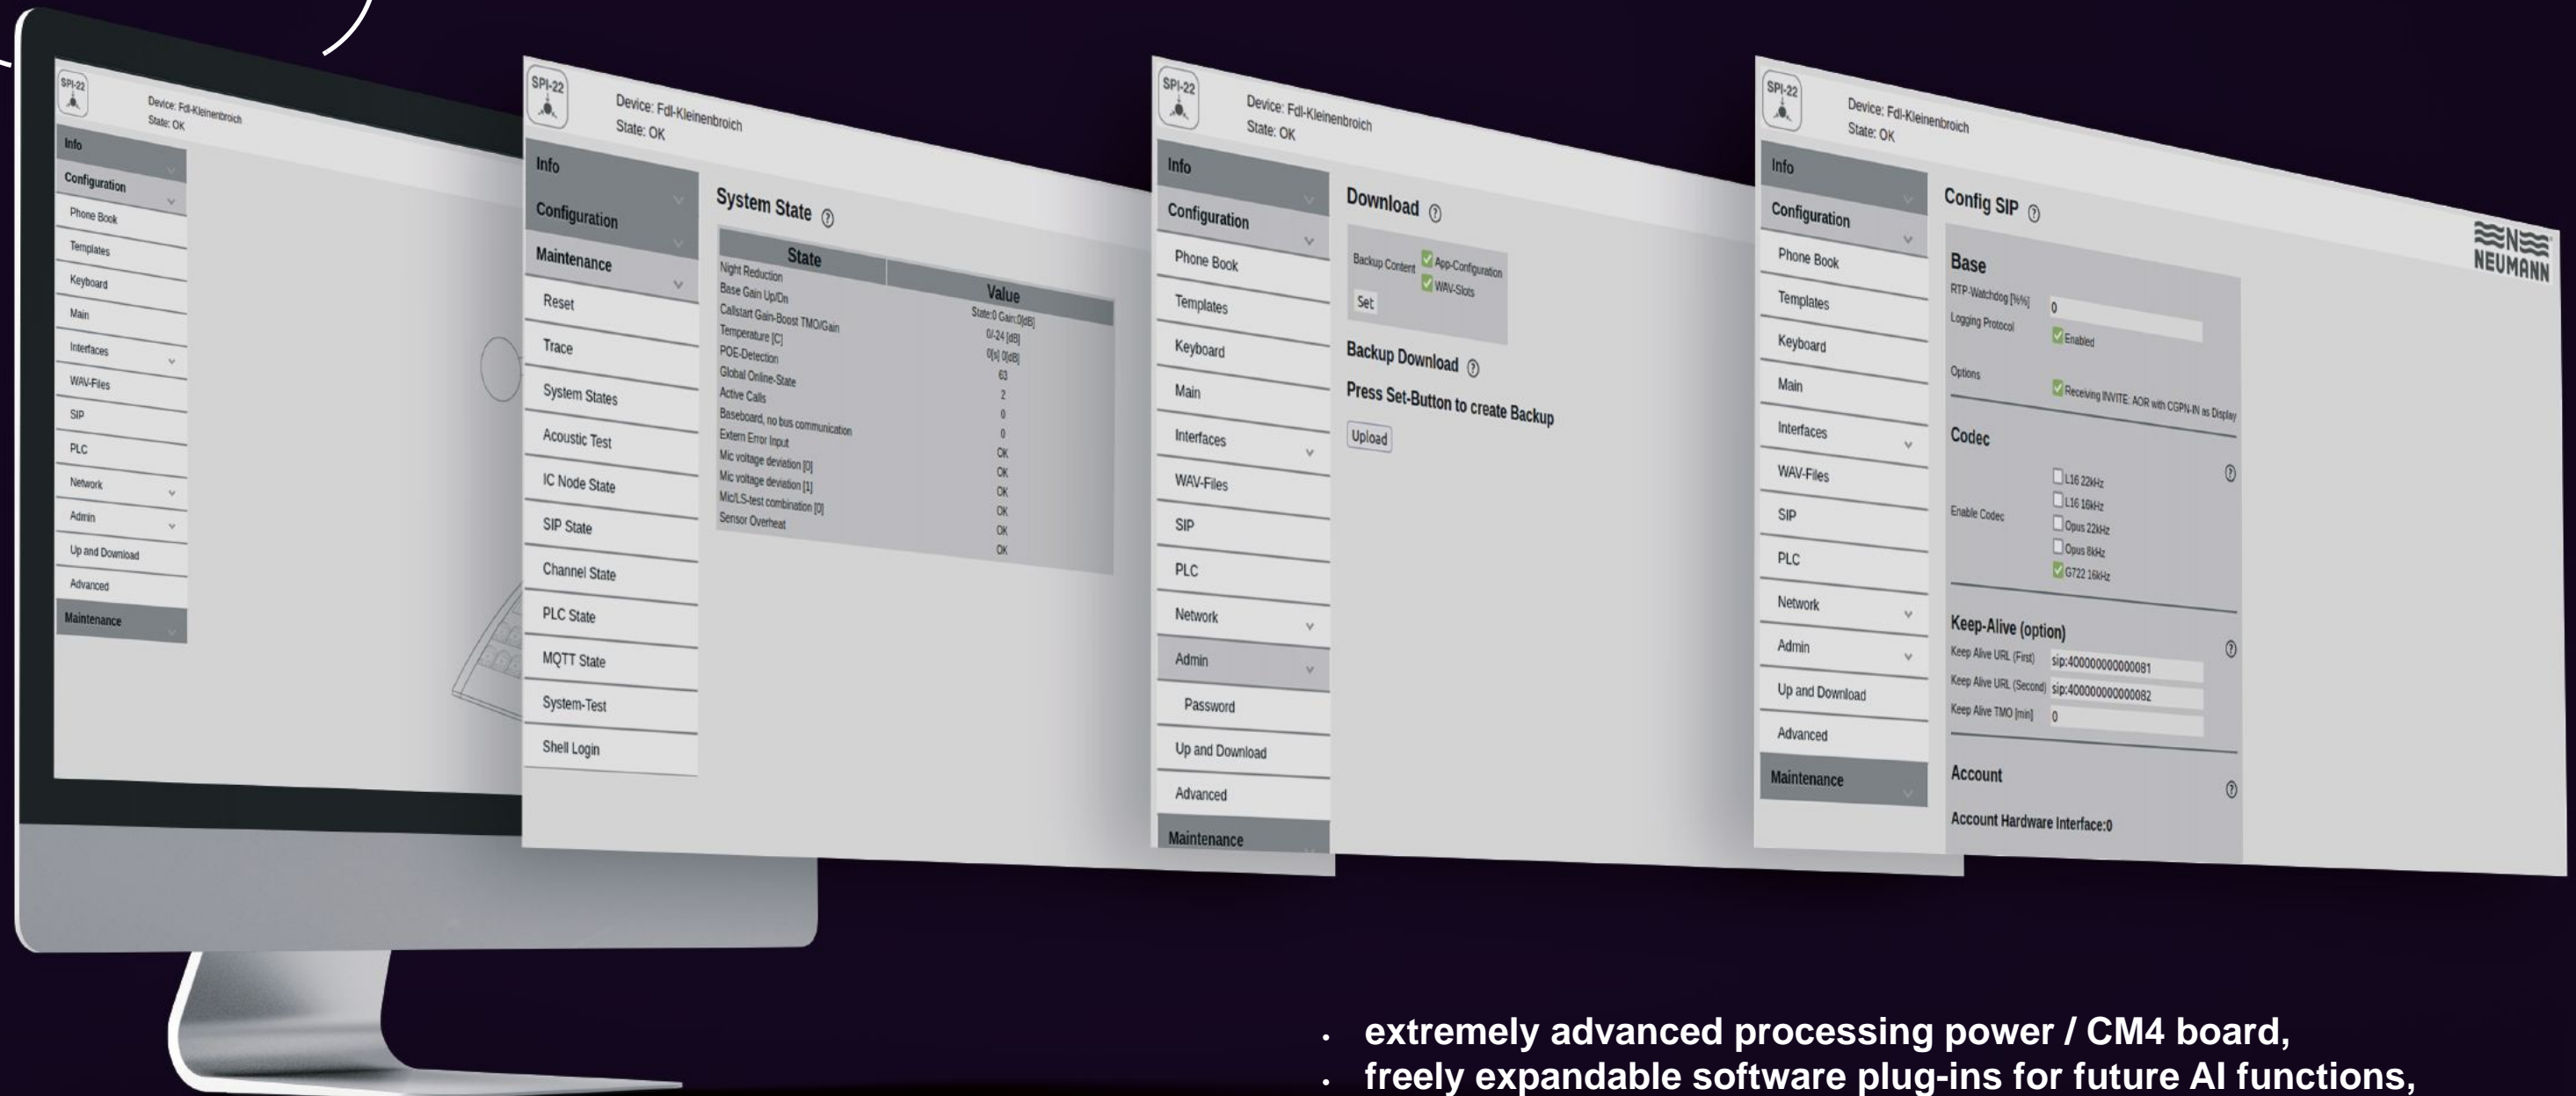 SPI-22
Device: Fdl-Kleinenbroich
State: OK
Info
Configuration
Phone Book
Templates
Keyboard
Main
Interfaces
WAV-Files
SIP
PLC
Network
Admin
Up and Download
Advanced
Maintenance
SPI-22
Device: Fdl-Kleinenbroich
State: OK
Info
Configuration
Maintenance
Reset
Trace
System States
Acoustic Test
IC Node State
SIP State
Channel State
PLC State
MQTT State
System-Test
Shell Login
System State ?
State Value
Night Reduction State:0 Gain:0[dB]
Base Gain Up/Dn 0/-24 [dB]
Callstart Gain-Boost TMO/Gain 0[s] 0[dB]
Temperature [C] 63
POE-Detection 2
Global Online-State 0
Active Calls 0
Baseboard, no bus communication OK
Extern Error Input OK
Mic voltage deviation [0] OK
Mic voltage deviation [1] OK
Mic/LS-test combination [0] OK
Sensor Overheat OK
SPI-22
Device: Fdl-Kleinenbroich
State: OK
Info
Configuration
Phone Book
Templates
Keyboard
Main
Interfaces
WAV-Files
SIP
PLC
Network
Admin
Password
Up and Download
Advanced
Maintenance
Download ?
Backup Content App-Configuration
WAV-Slots
Set
Backup Download ?
Press Set-Button to create Backup
Upload
SPI-22
Device: Fdl-Kleinenbroich
State: OK
NEUMANN
Info
Configuration
Phone Book
Templates
Keyboard
Main
Interfaces
WAV-Files
SIP
PLC
Network
Admin
Up and Download
Advanced
Maintenance
Config SIP ?
Base
RTP-Watchdog [%%] 0
Logging Protocol Enabled
Options Receiving INVITE: AOR with CGPN-IN as Display
Codec ?
Enable Codec
L16 22kHz
L16 16kHz
Opus 22kHz
Opus 8kHz
G722 16kHz
Keep-Alive (option) ?
Keep Alive URL (First) sip:400000000000081
Keep Alive URL (Second) sip:400000000000082
Keep Alive TMO [min] 0
Account ?
Account Hardware Interface:0
• extremely advanced processing power / CM4 board,
• freely expandable software plug-ins for future AI functions,